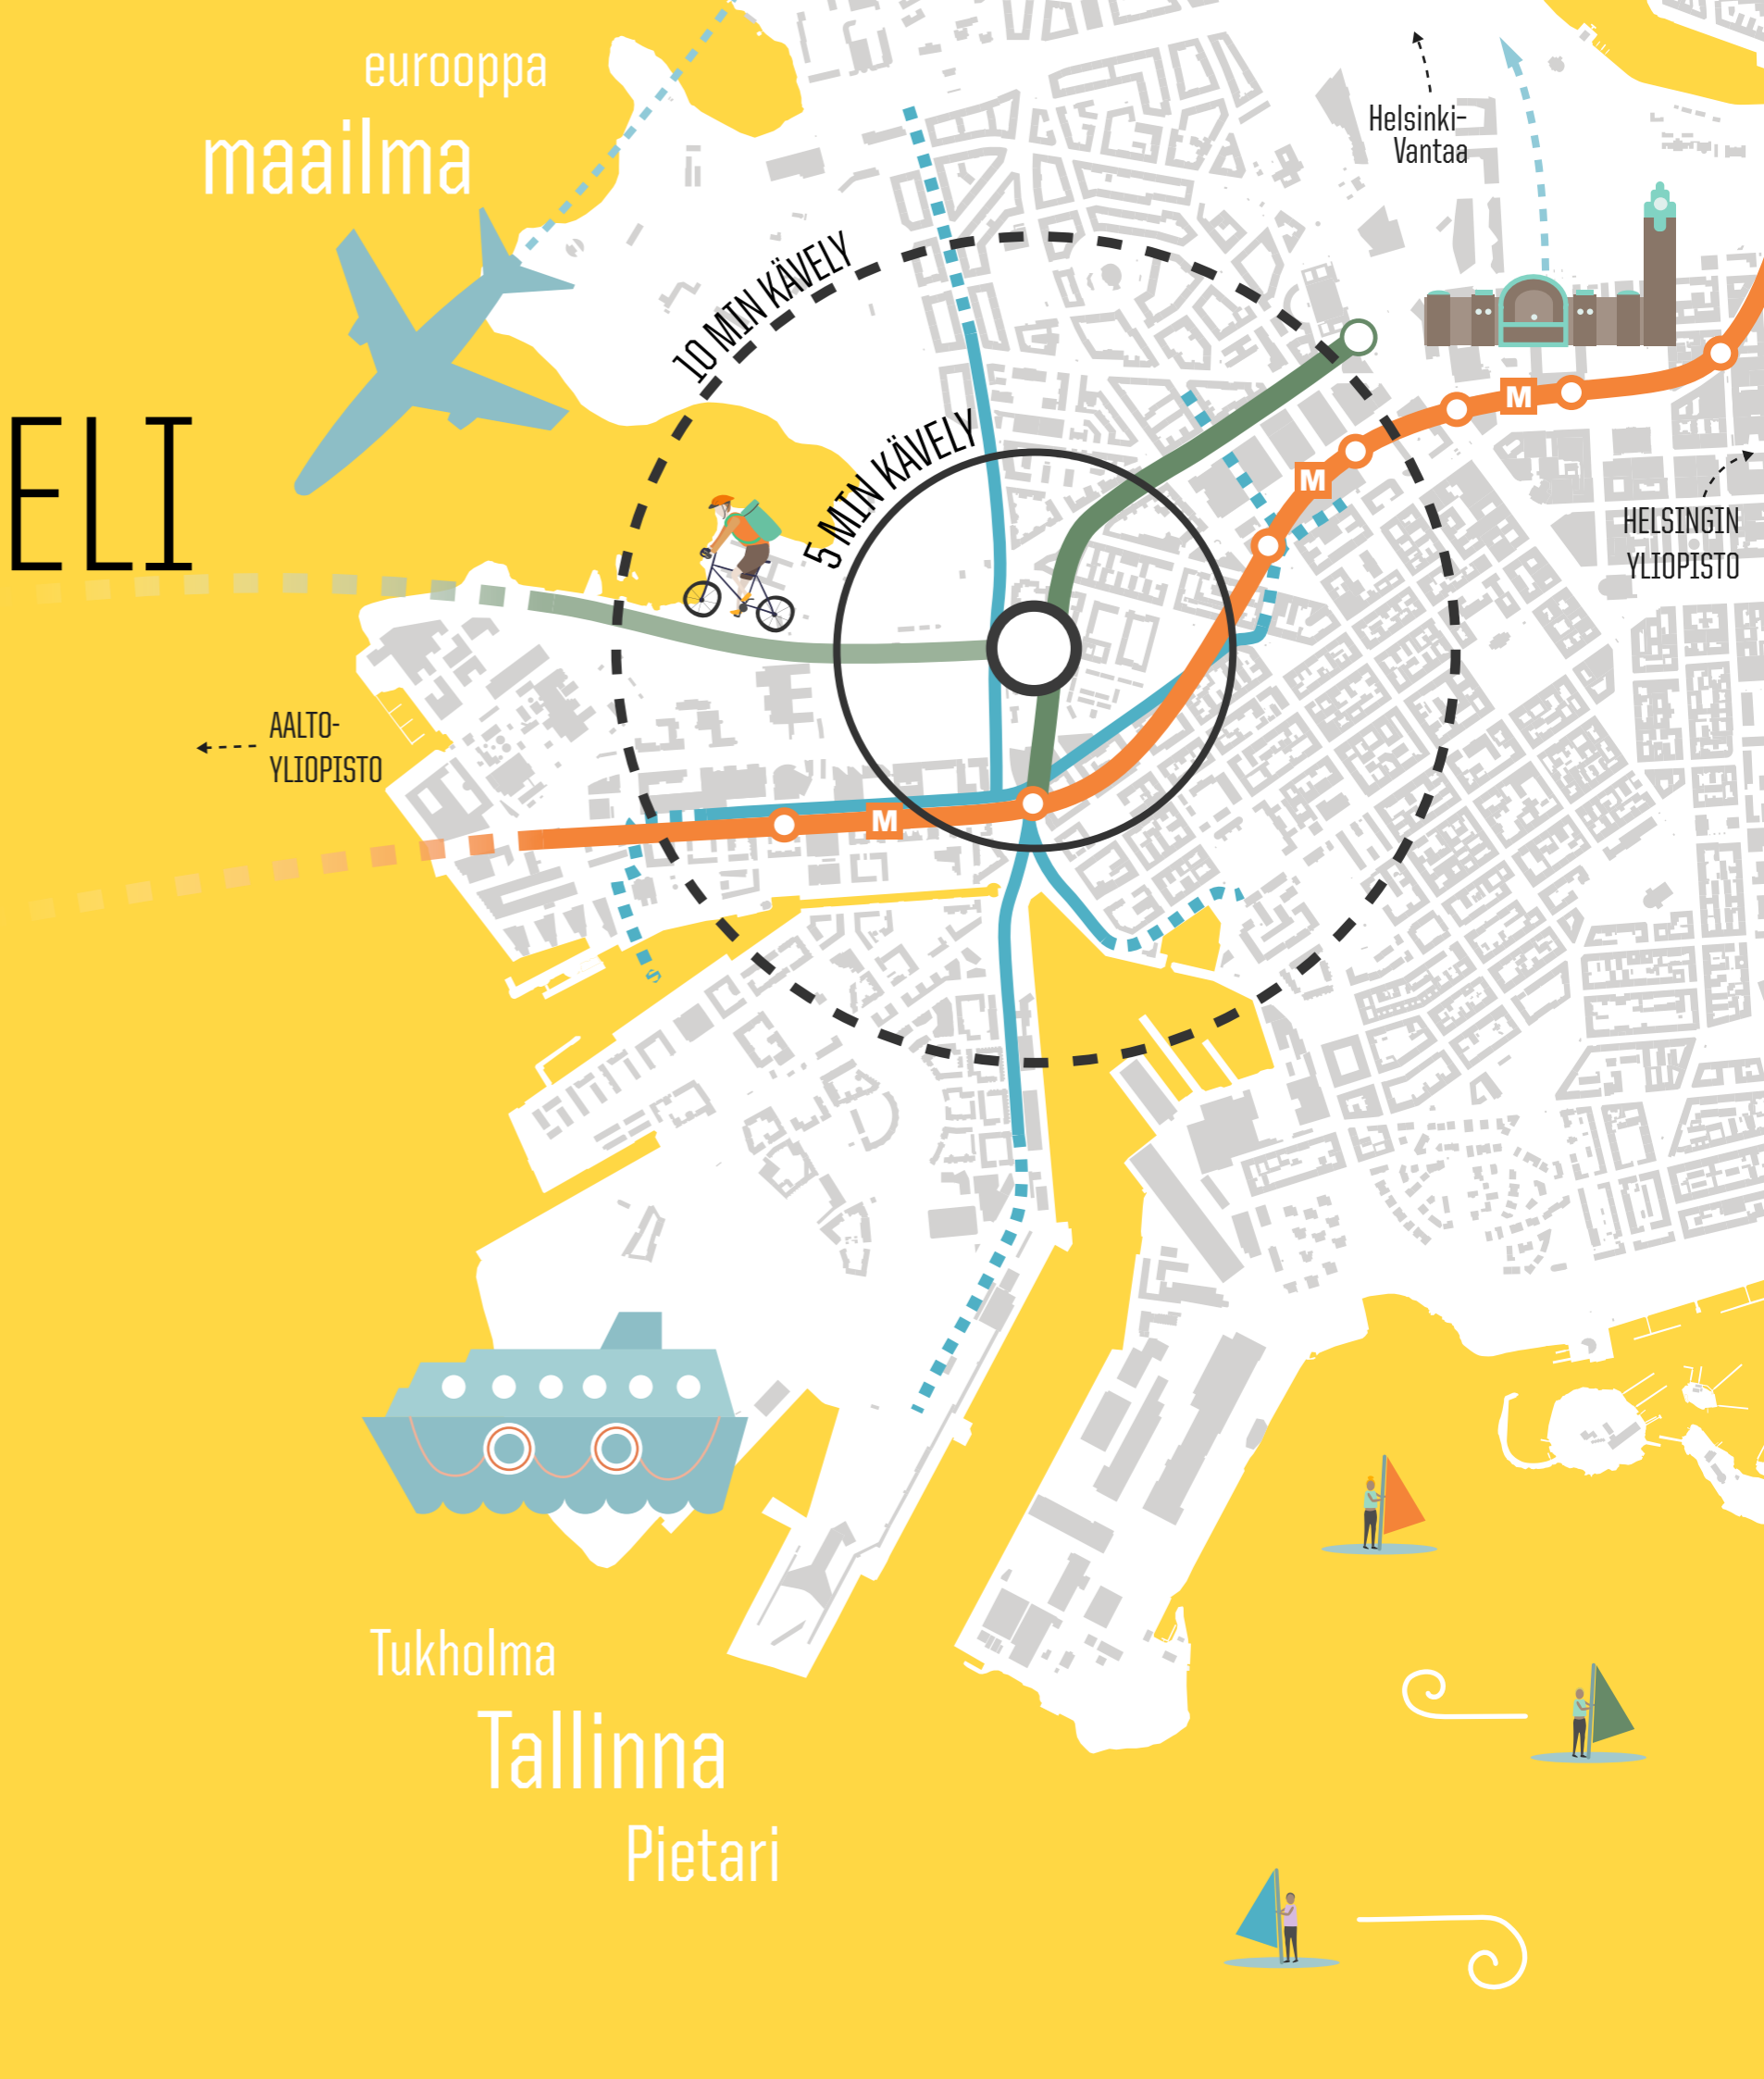 eurooppa
maailma
Helsinki-
Vantaa
10 MIN KÄVELY
5 MIN KÄVELY
ELI
M
M
HELSINGIN
YLIOPISTO
AALTO-
YLIOPISTO
M
Tukholma
Tallinna
Pietari